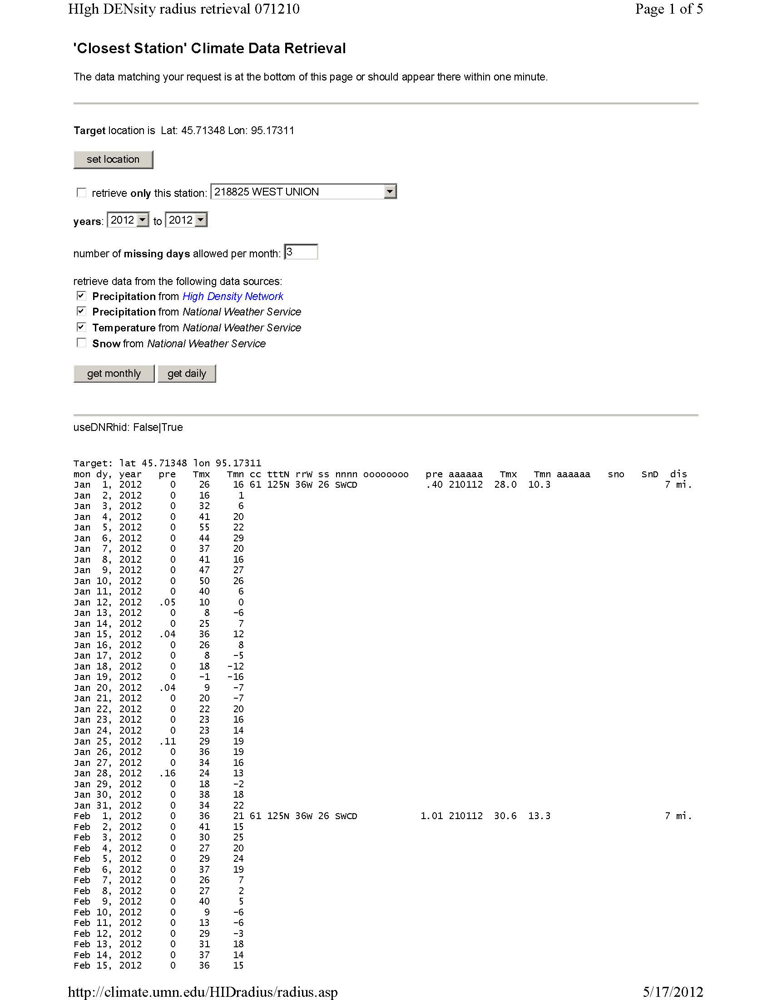 HIgh DENsity radius retrieval 071210 Page 1 of 5
'Closest Station' Climate Data Retrieval
The data matching your request is at the bottom of this page or should appear there within one minute.
Target location is  Lat: 45.71348 Lon: 95.17311
set location
retrieve only this station: 218825 WEST UNION
years: 2012 to 2012
number of missing days allowed per month: 3
retrieve data from the following data sources:
Precipitation from High Density Network
Precipitation from National Weather Service
Temperature from National Weather Service
Snow from National Weather Service
get monthly get daily
useDNRhid: False|True
Target: lat 45.71348 lon 95.17311
mon dy, year   pre   Tmx   Tmn cc tttN rrW ss nnnn oooooooo   pre aaaaaa   Tmx   Tmn aaaaaa   sno   SnD  dis
Jan  1, 2012     0    26    16 61 125N 36W 26 SWCD            .40 210112  28.0  10.3                    7 mi.
Jan  2, 2012     0    16     1
Jan  3, 2012     0    32     6
Jan  4, 2012     0    41    20
Jan  5, 2012     0    55    22
Jan  6, 2012     0    44    29
Jan  7, 2012     0    37    20
Jan  8, 2012     0    41    16
Jan  9, 2012     0    47    27
Jan 10, 2012     0    50    26
Jan 11, 2012     0    40     6
Jan 12, 2012   .05    10     0
Jan 13, 2012     0     8    -6
Jan 14, 2012     0    25     7
Jan 15, 2012   .04    36    12
Jan 16, 2012     0    26     8
Jan 17, 2012     0     8    -5
Jan 18, 2012     0    18   -12
Jan 19, 2012     0    -1   -16
Jan 20, 2012   .04     9    -7
Jan 21, 2012     0    20    -7
Jan 22, 2012     0    22    20
Jan 23, 2012     0    23    16
Jan 24, 2012     0    23    14
Jan 25, 2012   .11    29    19
Jan 26, 2012     0    36    19
Jan 27, 2012     0    34    16
Jan 28, 2012   .16    24    13
Jan 29, 2012     0    18    -2
Jan 30, 2012     0    38    18
Jan 31, 2012     0    34    22
Feb  1, 2012     0    36    21 61 125N 36W 26 SWCD           1.01 210112  30.6  13.3                    7 mi.
Feb  2, 2012     0    41    15
Feb  3, 2012     0    30    25
Feb  4, 2012     0    27    20
Feb  5, 2012     0    29    24
Feb  6, 2012     0    37    19
Feb  7, 2012     0    26     7
Feb  8, 2012     0    27     2
Feb  9, 2012     0    40     5
Feb 10, 2012     0     9    -6
Feb 11, 2012     0    13    -6
Feb 12, 2012     0    29    -3
Feb 13, 2012     0    31    18
Feb 14, 2012     0    37    14
Feb 15, 2012     0    36    15
http://climate.umn.edu/HIDradius/radius.asp 5/17/2012